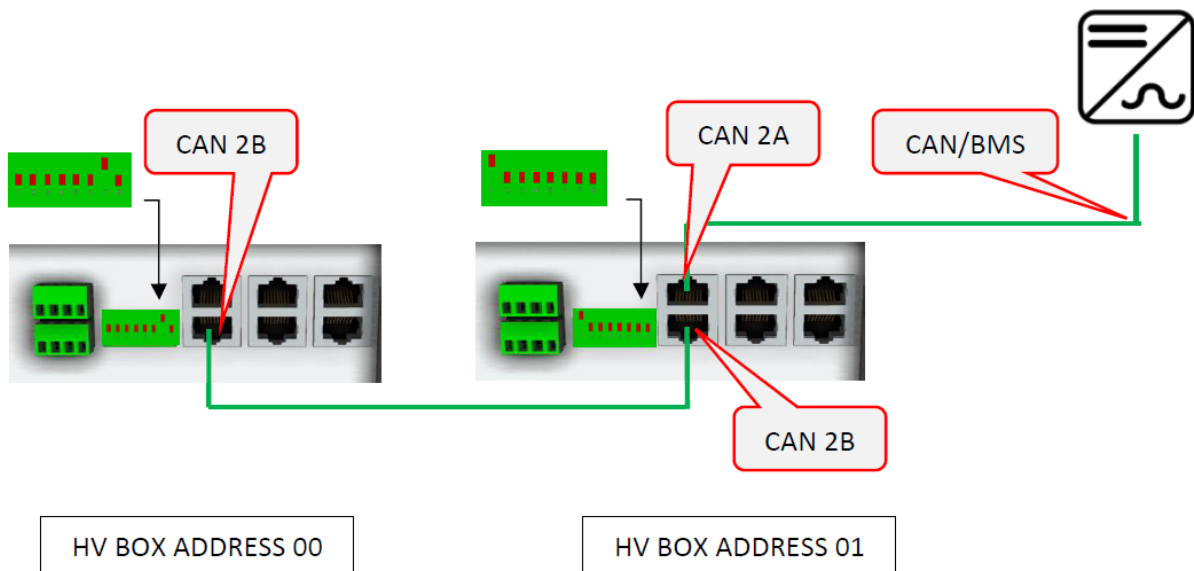 CAN 2B
CAN 2A
CAN/BMS
CAN 2B
HV BOX ADDRESS 00
HV BOX ADDRESS 01